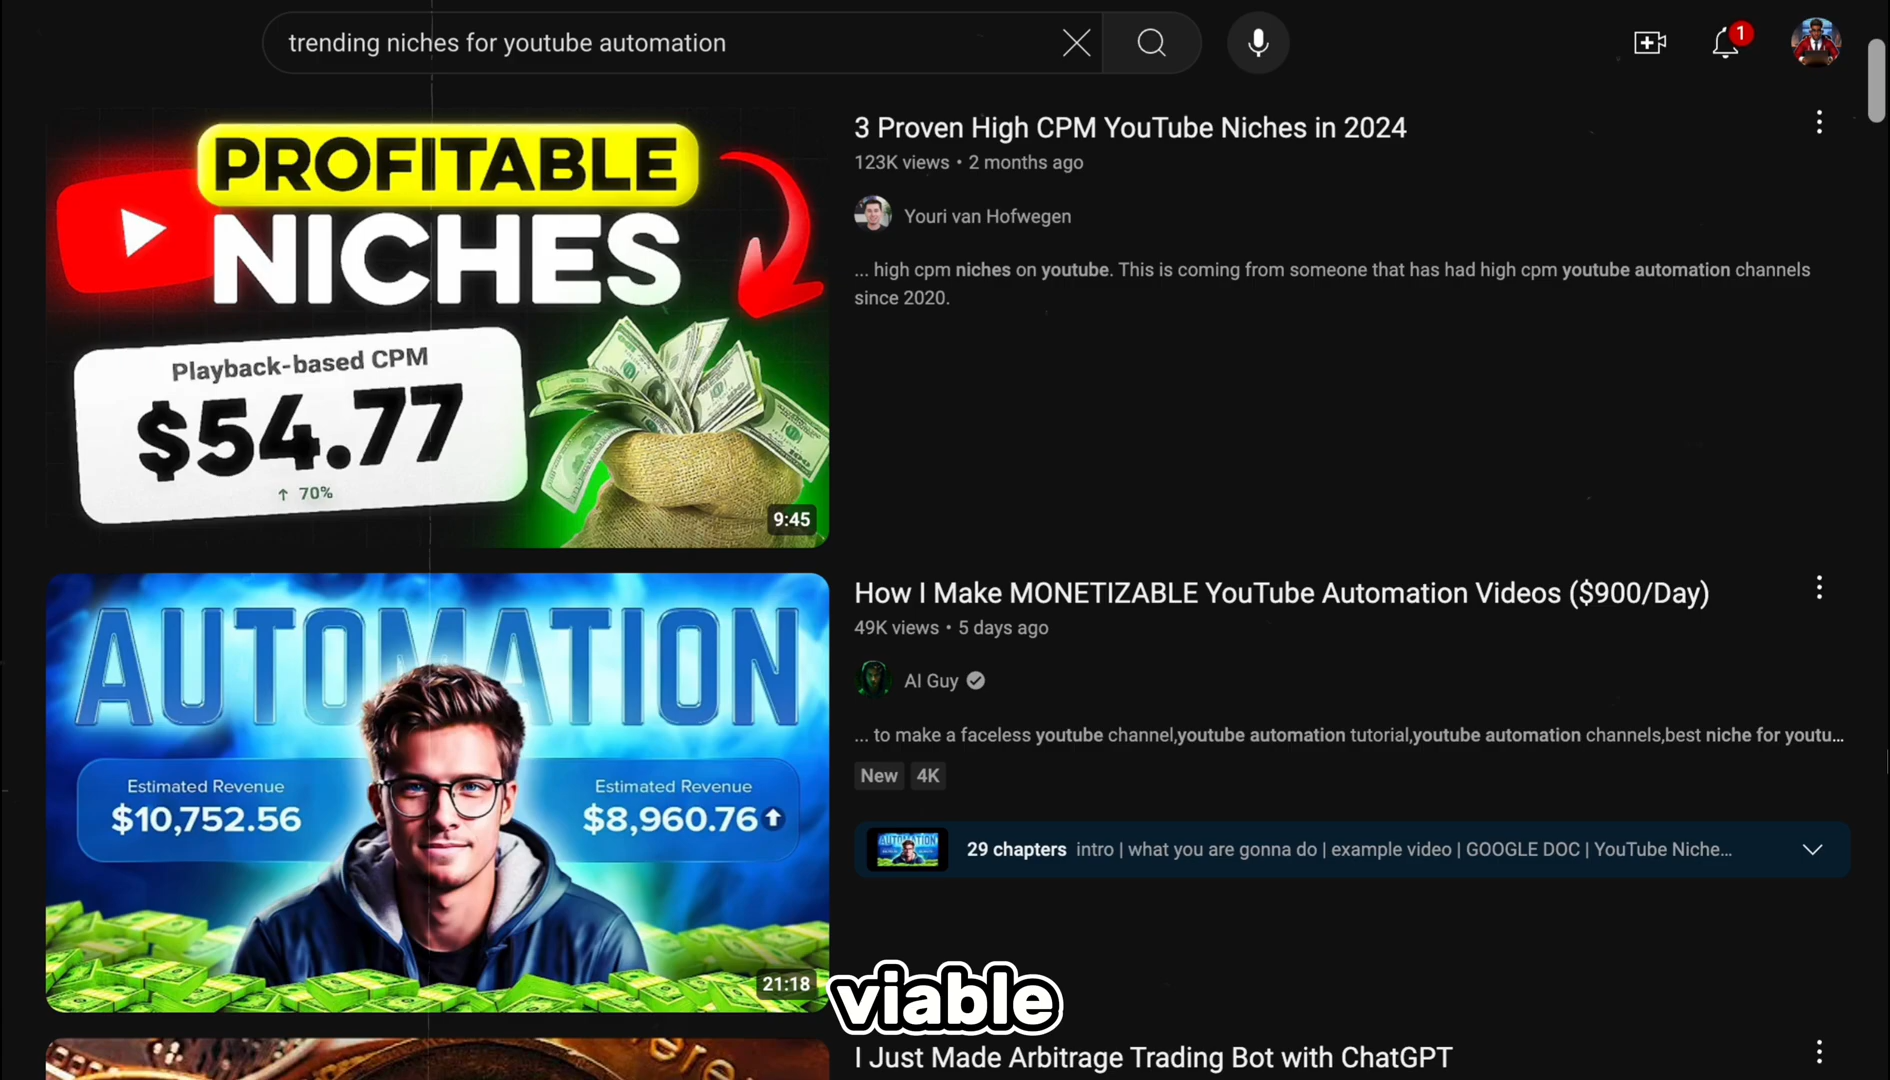 trending niches for youtube automation
1
PROFITABLE
NICHES
Playback-based CPM
$54.77
↑ 70%
9:45
3 Proven High CPM YouTube Niches in 2024
123K views • 2 months ago
Youri van Hofwegen
... high cpm niches on youtube. This is coming from someone that has had high cpm youtube automation channels
since 2020.
AUTOMATION
Estimated Revenue
$10,752.56
Estimated Revenue
$8,960.76
21:18
How I Make MONETIZABLE YouTube Automation Videos ($900/Day)
49K views • 5 days ago
AI Guy
... to make a faceless youtube channel,youtube automation tutorial,youtube automation channels,best niche for youtu...
New 4K
AUTOMATION
29 chapters intro | what you are gonna do | example video | GOOGLE DOC | YouTube Niche...
viable
I Just Made Arbitrage Trading Bot with ChatGPT